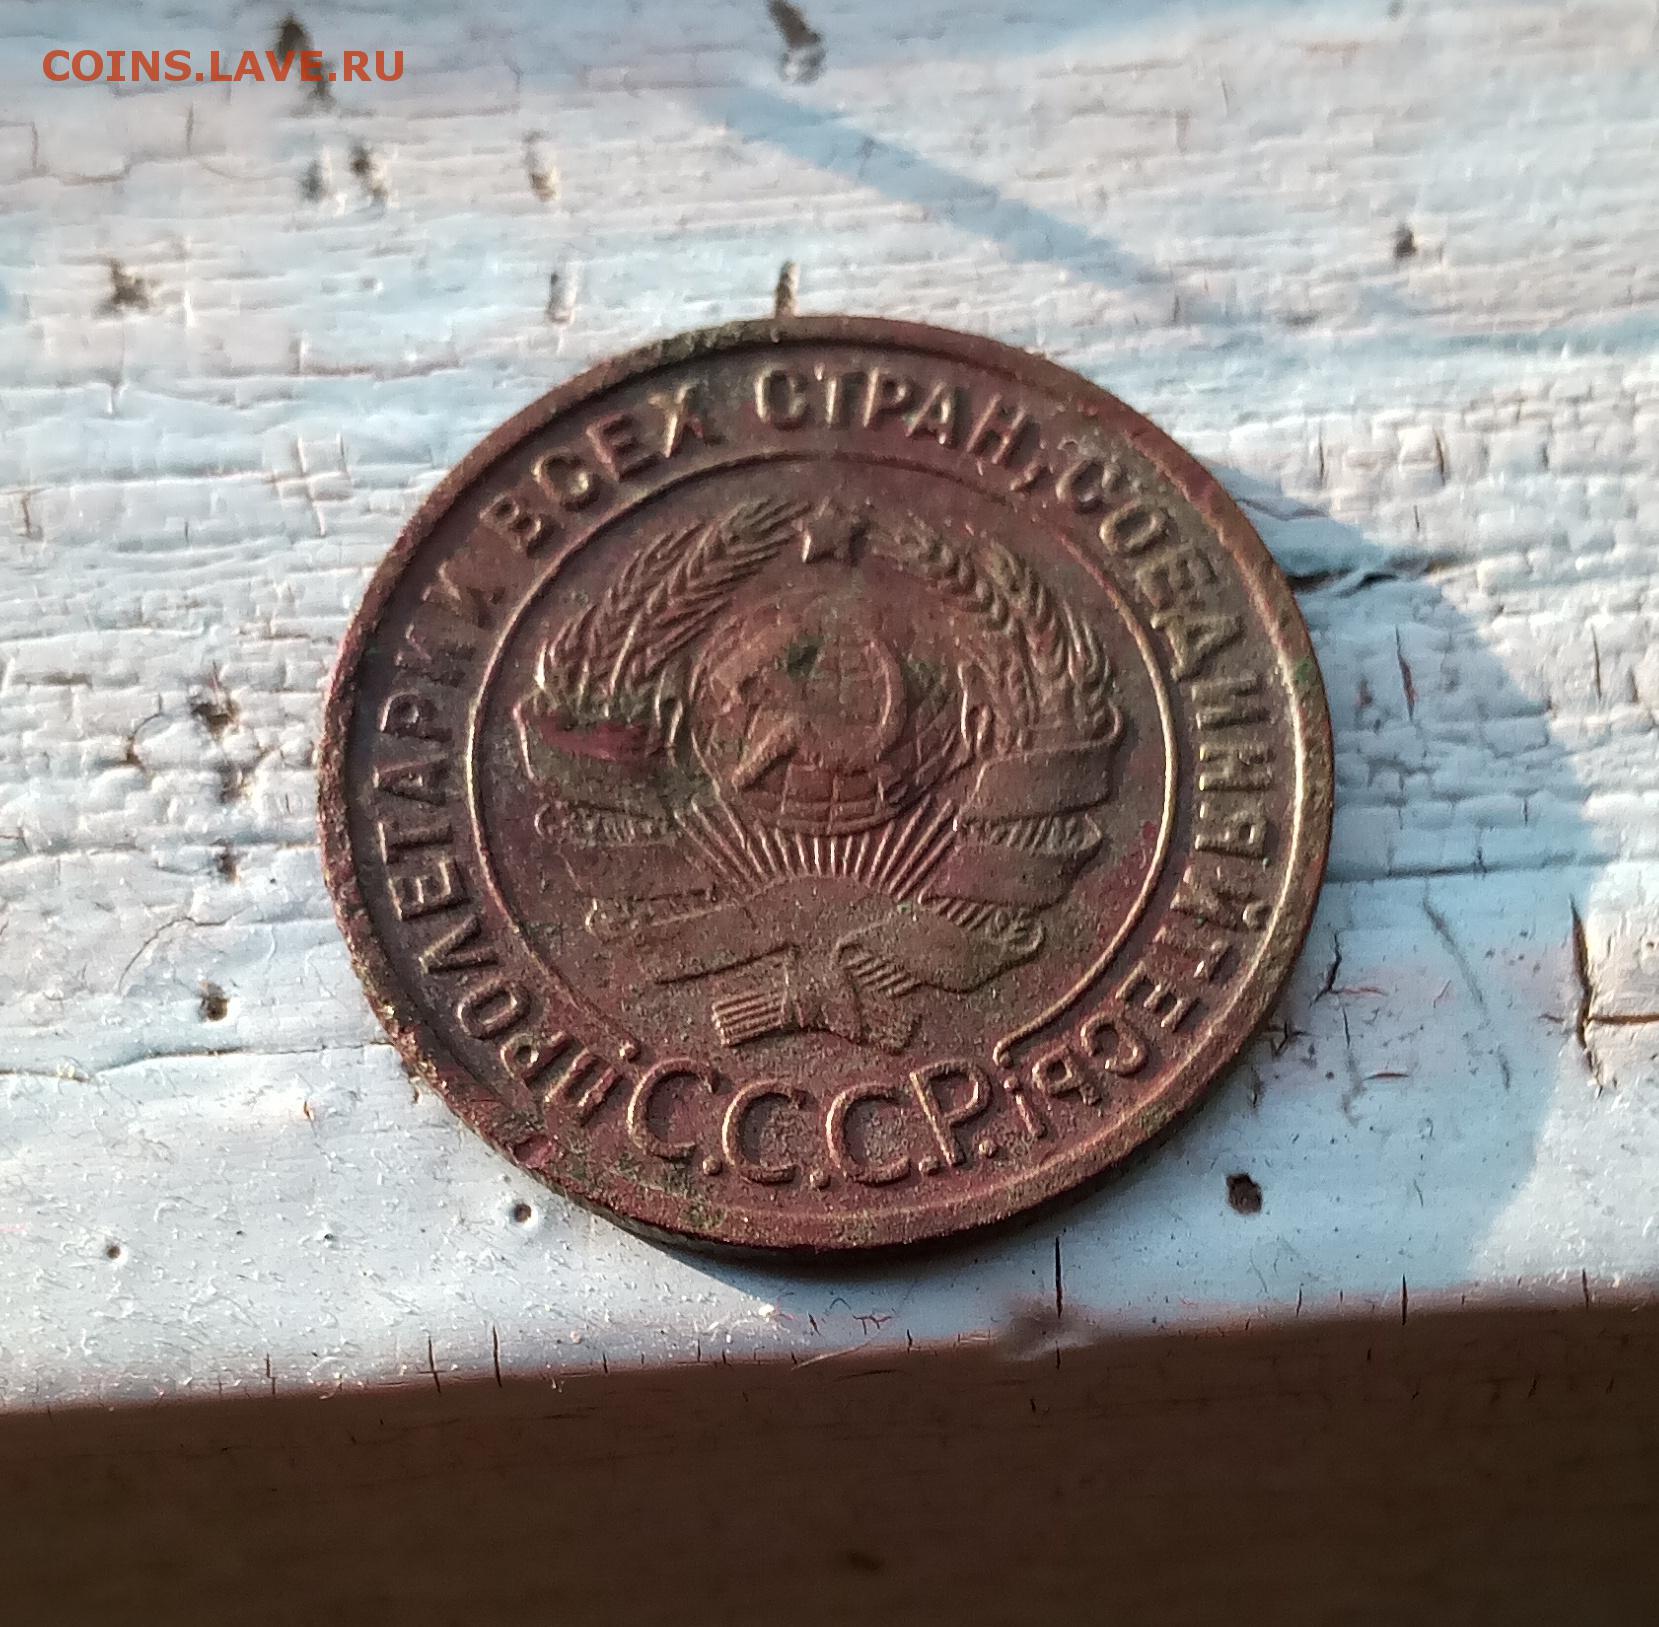 COINS.LAVE.RU
ПРОЛЕТАРИИ ВСЕХ СТРАН, СОЕДИНЯЙТЕСЬ!
С.С.С.Р.